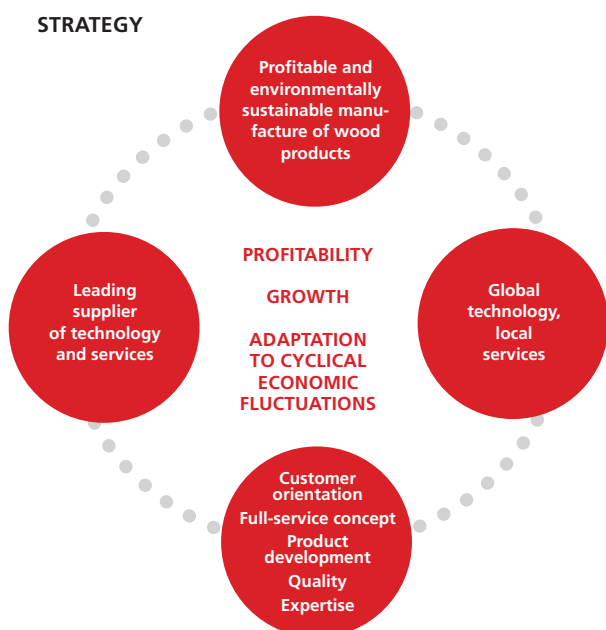 STRATEGY
Profitable and
environmentally
sustainable manu-
facture of wood
products
PROFITABILITY
GROWTH
ADAPTATION
TO CYCLICAL
ECONOMIC
FLUCTUATIONS
Leading
supplier
of technology
and services
Global
technology,
local
services
Customer
orientation
Full-service concept
Product
development
Quality
Expertise